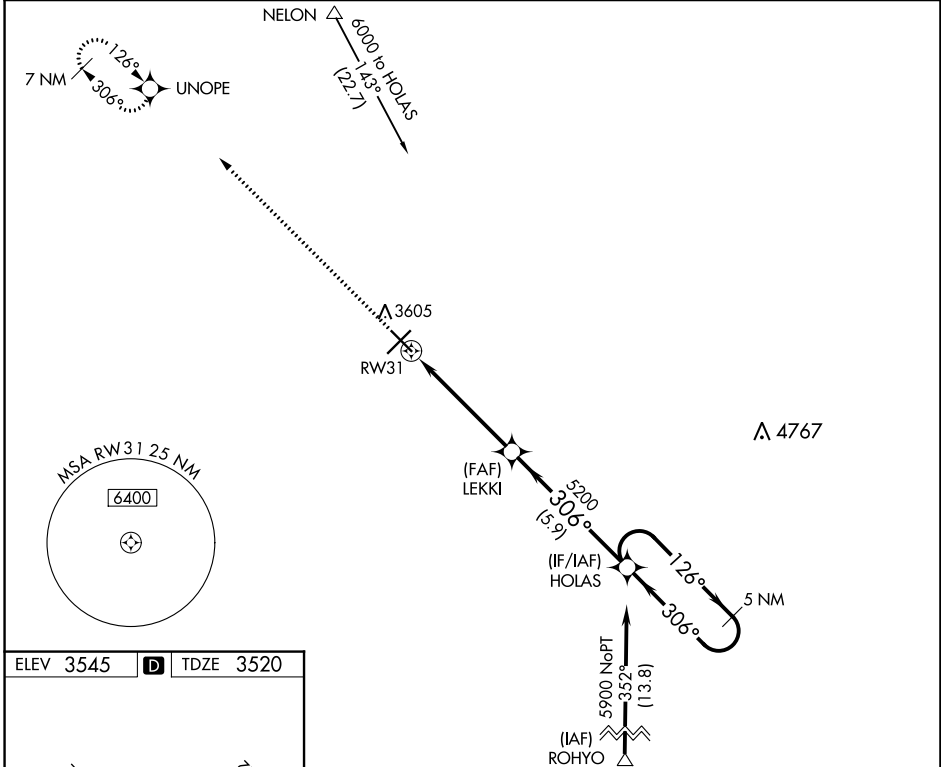 NELON
6000 to HOLAS
143°
(22.7)
126°
7 NM
306°
UNOPE
3605
RW31
4767
(FAF)
LEKKI
5200
306°
(5.9)
MSA RW31 25 NM
6400
(IF/IAF)
HOLAS
126°
5 NM
306°
5900 NoPT
352°
(13.8)
(IAF)
ROHYO
ELEV 3545 D TDZE 3520